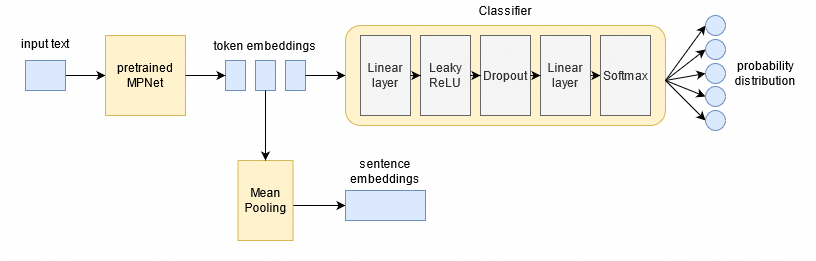 Classifier
input text
pretrained
MPNet
token embeddings
Linear
layer
Leaky
ReLU
Dropout
Linear
layer
Softmax
probability
distribution
Mean
Pooling
sentence
embeddings